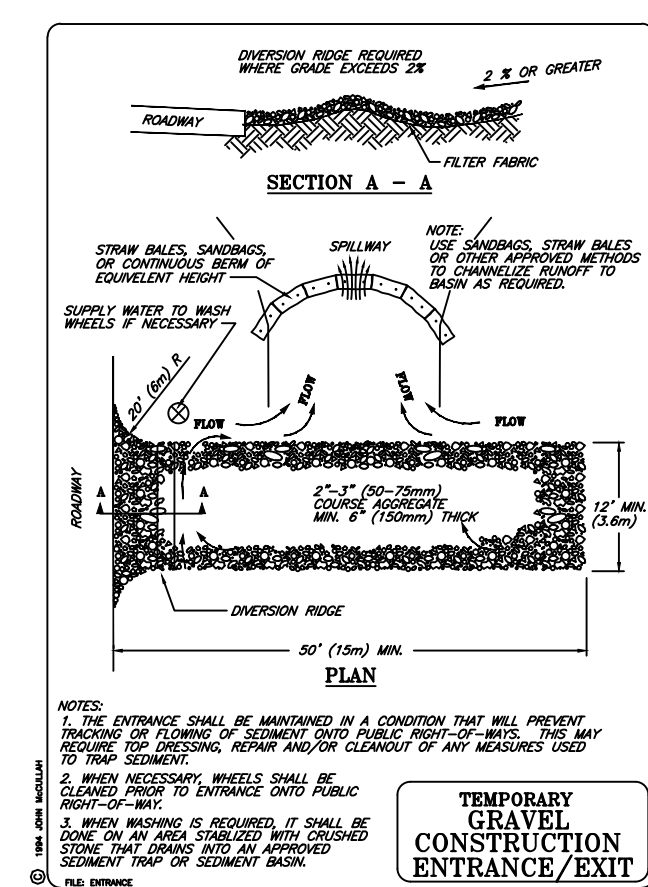 DIVERSION RIDGE REQUIRED
WHERE GRADE EXCEEDS 2%
2 % OR GREATER
ROADWAY
FILTER FABRIC
SECTION A - A
STRAW BALES, SANDBAGS,
OR CONTINUOUS BERM OF
EQUIVELENT HEIGHT
SPILLWAY
NOTE:
USE SANDBAGS, STRAW BALES
OR OTHER APPROVED METHODS
TO CHANNELIZE RUNOFF TO
BASIN AS REQUIRED.
SUPPLY WATER TO WASH
WHEELS IF NECESSARY
20' (6m) R
FLOW
FLOW
FLOW
FLOW
ROADWAY
A
A
2"-3" (50-75mm)
COURSE AGGREGATE
MIN. 6" (150mm) THICK
12' MIN.
(3.6m)
DIVERSION RIDGE
50' (15m) MIN.
PLAN
NOTES:
1. THE ENTRANCE SHALL BE MAINTAINED IN A CONDITION THAT WILL PREVENT
TRACKING OR FLOWING OF SEDIMENT ONTO PUBLIC RIGHT-OF-WAYS. THIS MAY
REQUIRE TOP DRESSING, REPAIR AND/OR CLEANOUT OF ANY MEASURES USED
TO TRAP SEDIMENT.
2. WHEN NECESSARY, WHEELS SHALL BE
CLEANED PRIOR TO ENTRANCE ONTO PUBLIC
RIGHT-OF-WAY.
3. WHEN WASHING IS REQUIRED, IT SHALL BE
DONE ON AN AREA STABLIZED WITH CRUSHED
STONE THAT DRAINS INTO AN APPROVED
SEDIMENT TRAP OR SEDIMENT BASIN.
FILE: ENTRANCE
© 1994 JOHN McCULLAH
TEMPORARY
GRAVEL
CONSTRUCTION
ENTRANCE/EXIT